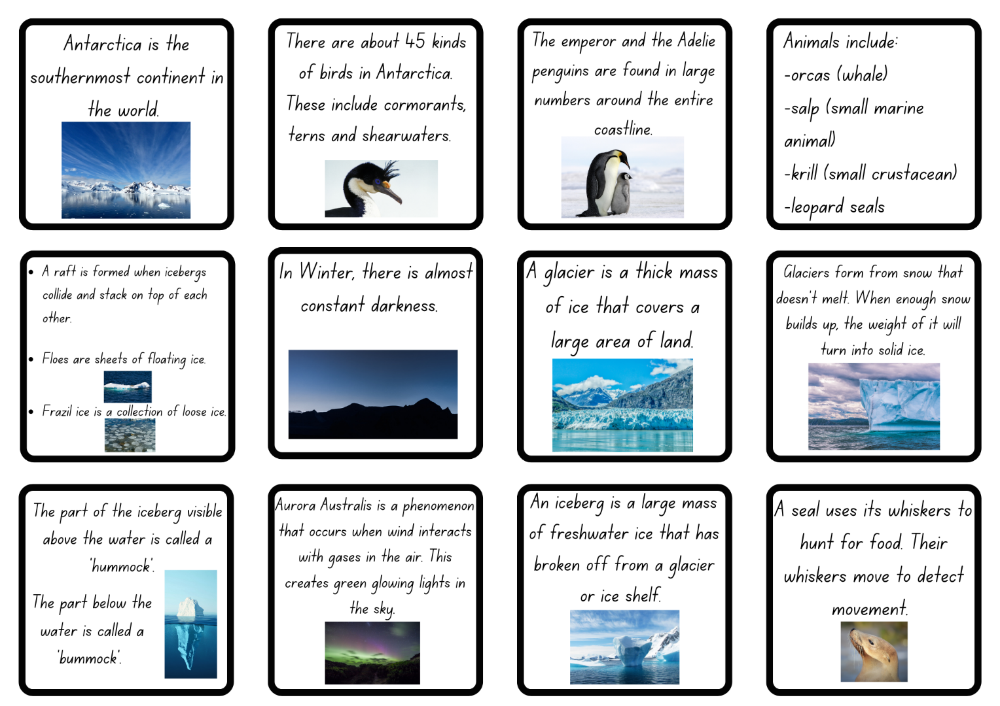 Antarctica is the
southernmost continent in
the world.
There are about 45 kinds
of birds in Antarctica.
These include cormorants,
terns and shearwaters.
The emperor and the Adelie
penguins are found in large
numbers around the entire
coastline.
Animals include:
-orcas (whale)
-salp (small marine
animal)
-krill (small crustacean)
-leopard seals
• A raft is formed when icebergs
collide and stack on top of each
other.
• Floes are sheets of floating ice.
• Frazil ice is a collection of loose ice.
In Winter, there is almost
constant darkness.
A glacier is a thick mass
of ice that covers a
large area of land.
Glaciers form from snow that
doesn't melt. When enough snow
builds up, the weight of it will
turn into solid ice.
The part of the iceberg visible
above the water is called a
'hummock'.
The part below the
water is called a
'bummock'.
Aurora Australis is a phenomenon
that occurs when wind interacts
with gases in the air. This
creates green glowing lights in
the sky.
An iceberg is a large mass
of freshwater ice that has
broken off from a glacier
or ice shelf.
A seal uses its whiskers to
hunt for food. Their
whiskers move to detect
movement.